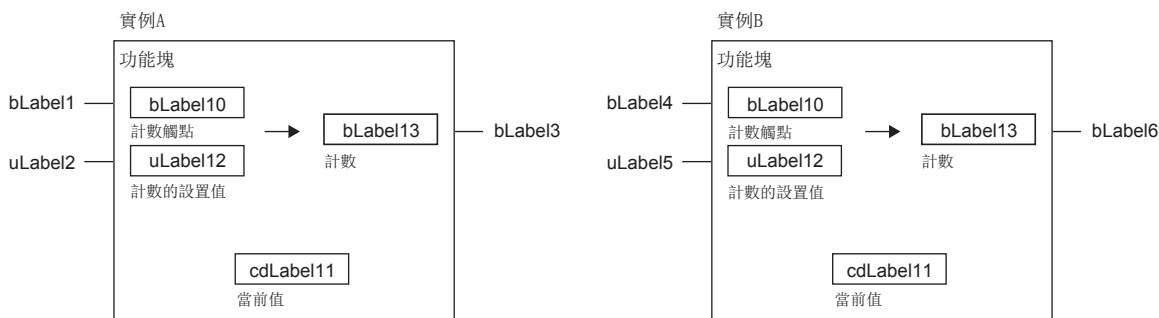 實例A
功能塊
bLabel1
bLabel10
計數觸點
bLabel13
計數
bLabel3
uLabel2
uLabel12
計數的設置值
cdLabel11
當前值
實例B
功能塊
bLabel4
bLabel10
計數觸點
bLabel13
計數
bLabel6
uLabel5
uLabel12
計數的設置值
cdLabel11
當前值